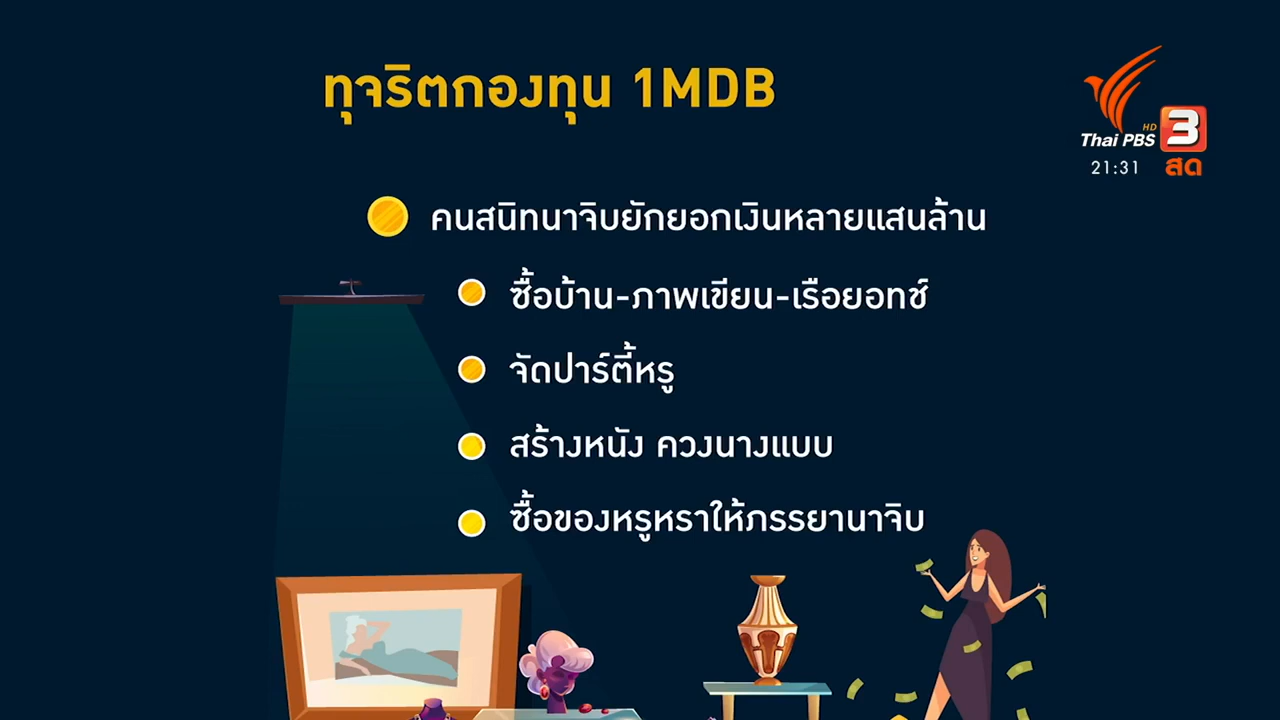 ทุจริตกองทุน 1MDB
HD
Thai PBS 3
21:31 สด
คนสนิทนาจิบยักยอกเงินหลายแสนล้าน
ซื้อบ้าน-ภาพเขียน-เรือยอทช์
จัดปาร์ตี้หรู
สร้างหนัง ควงนางแบบ
ซื้อของหรูหราให้ภรรยานาจิบ